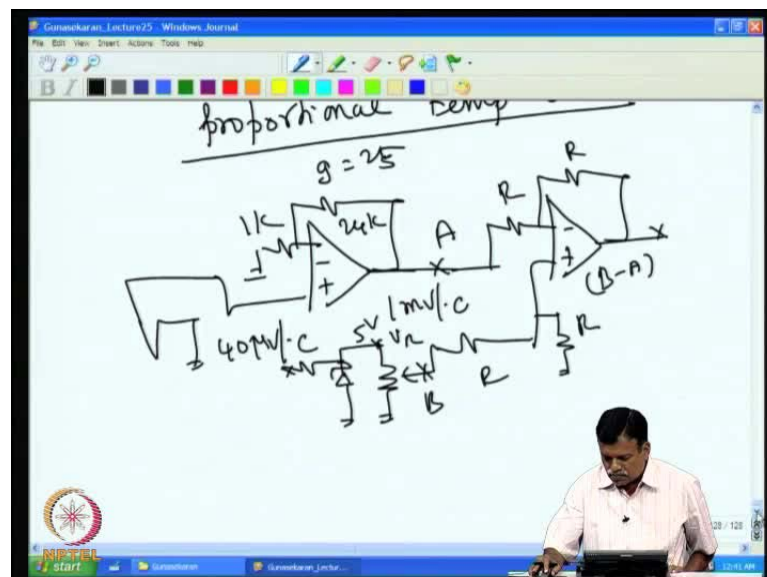 Gunasekaran_Lecture25 - Windows Journal
File Edit View Insert Actions Tools Help
B I
proportional Temp
g = 25
1K
24K
A
R
R
- +
- +
(B-A)
40μV/°C
1mV/°C
5V
VR
B
R
R
NPTEL
128 / 128
start
Gunasekaran
Gunasekaran_Lectur...
12:41 AM